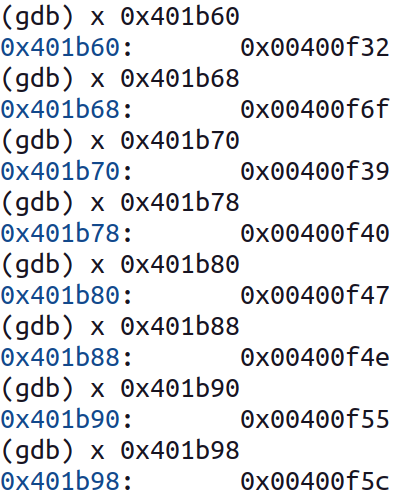 (gdb) x 0x401b60
0x401b60: 0x00400f32
(gdb) x 0x401b68
0x401b68: 0x00400f6f
(gdb) x 0x401b70
0x401b70: 0x00400f39
(gdb) x 0x401b78
0x401b78: 0x00400f40
(gdb) x 0x401b80
0x401b80: 0x00400f47
(gdb) x 0x401b88
0x401b88: 0x00400f4e
(gdb) x 0x401b90
0x401b90: 0x00400f55
(gdb) x 0x401b98
0x401b98: 0x00400f5c